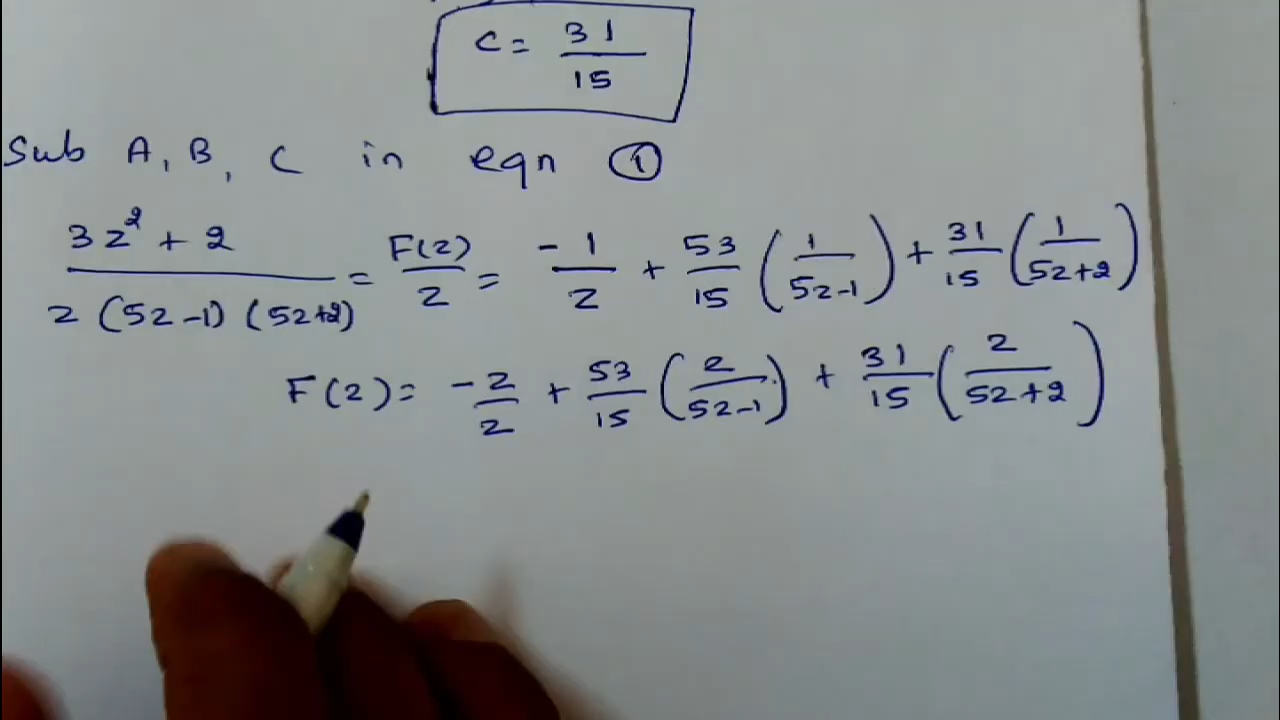 C = 31/15
Sub A, B, C in eqn ①
(3z² + 2)/(z (5z-1) (5z+2)) = F(z)/z = -1/z + 53/15 (1/(5z-1)) + 31/15 (1/(5z+2))
F(z) = -z/z + 53/15 (z/(5z-1)) + 31/15 (z/(5z+2))